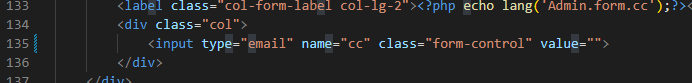 133 <label class="col-form-label col-lg-2"><?php echo lang('Admin.form.cc');?>
134 <div class="col">
135 <input type="email" name="cc" class="form-control" value="">
136 </div>
137 </div>